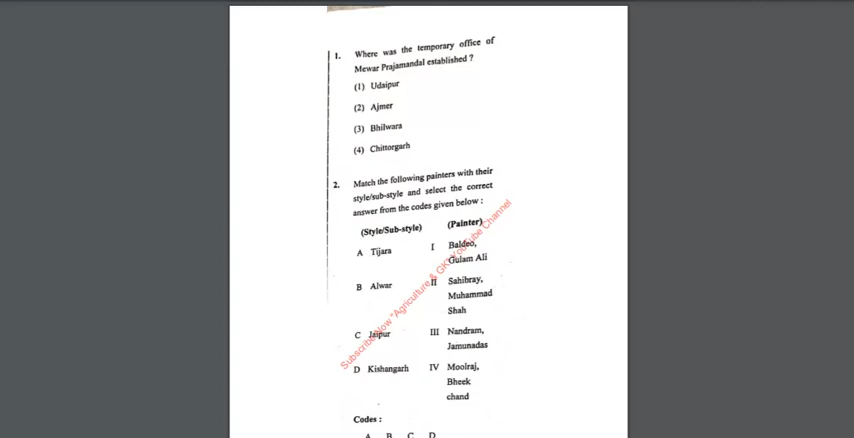 1. Where was the temporary office of
Mewar Prajamandal established ?
(1) Udaipur
(2) Ajmer
(3) Bhilwara
(4) Chittorgarh
2. Match the following painters with their
style/sub-style and select the correct
answer from the codes given below :
(Style/Sub-style) (Painter)
A Tijara I Baldeo,
Gulam Ali
B Alwar II Sahibray,
Muhammad
Shah
C Jaipur III Nandram,
Jamunadas
D Kishangarh IV Moolraj,
Bheek
chand
Codes :
A B C D
Subscribe Now "Agriculture & GK" YouTube Channel